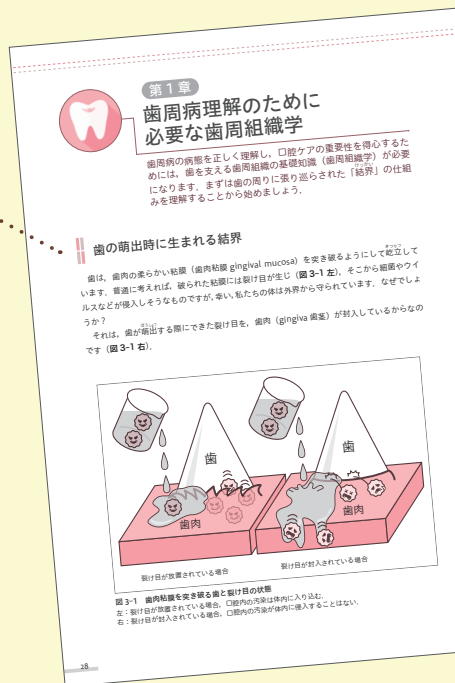 第1章
歯周病理解のために
必要な歯周組織学
歯周病の病態を正しく理解し，口腔ケアの重要性を得心するた
めには，歯を支える歯周組織の基礎知識（歯周組織学）が必要
になります．まずは歯の周りに張り巡らされた「結界」の仕組
みを理解することから始めましょう．
歯の萌出時に生まれる結界
歯は，歯肉の柔らかい粘膜（歯肉粘膜 gingival mucosa）を突き破るようにして屹立して
います．普通に考えれば，破られた粘膜には裂け目が生じ（図3-1 左），そこから細菌やウイ
ルスなどが侵入しそうなものですが，幸い，私たちの体は外界から守られています．なぜでしょ
うか？
それは，歯が萌出する際にできた裂け目を，歯肉（gingiva 歯茎）が封入しているからなの
です（図3-1 右）．
歯
歯
歯肉
歯肉
裂け目が放置されている場合
裂け目が封入されている場合
図3-1 歯肉粘膜を突き破る歯と裂け目の状態
左：裂け目が放置されている場合，口腔内の汚染は体内に入り込む．
右：裂け目が封入されている場合，口腔内の汚染が体内に侵入することはない．
28